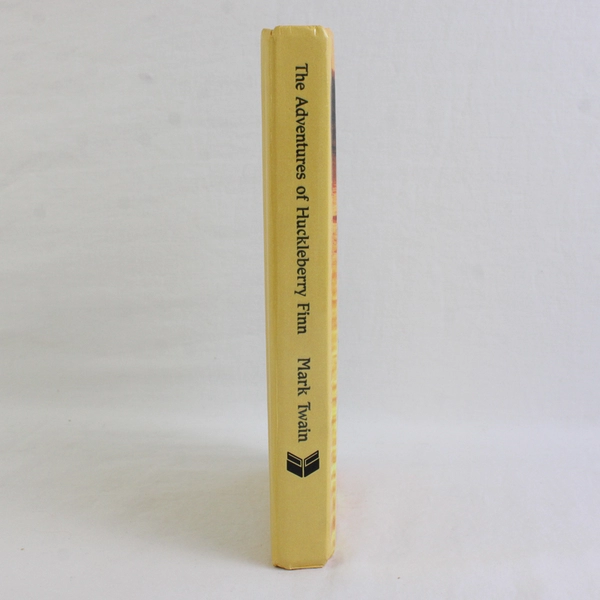 The Adventures of Huckleberry Finn Mark Twain